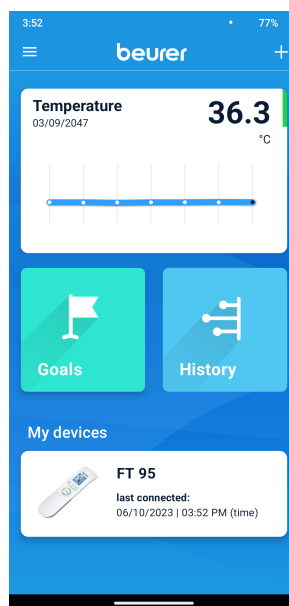 3:52
77%
beurer
Temperature
36.3
03/09/2047
°C
Goals
History
My devices
FT 95
last connected:
06/10/2023 | 03:52 PM (time)